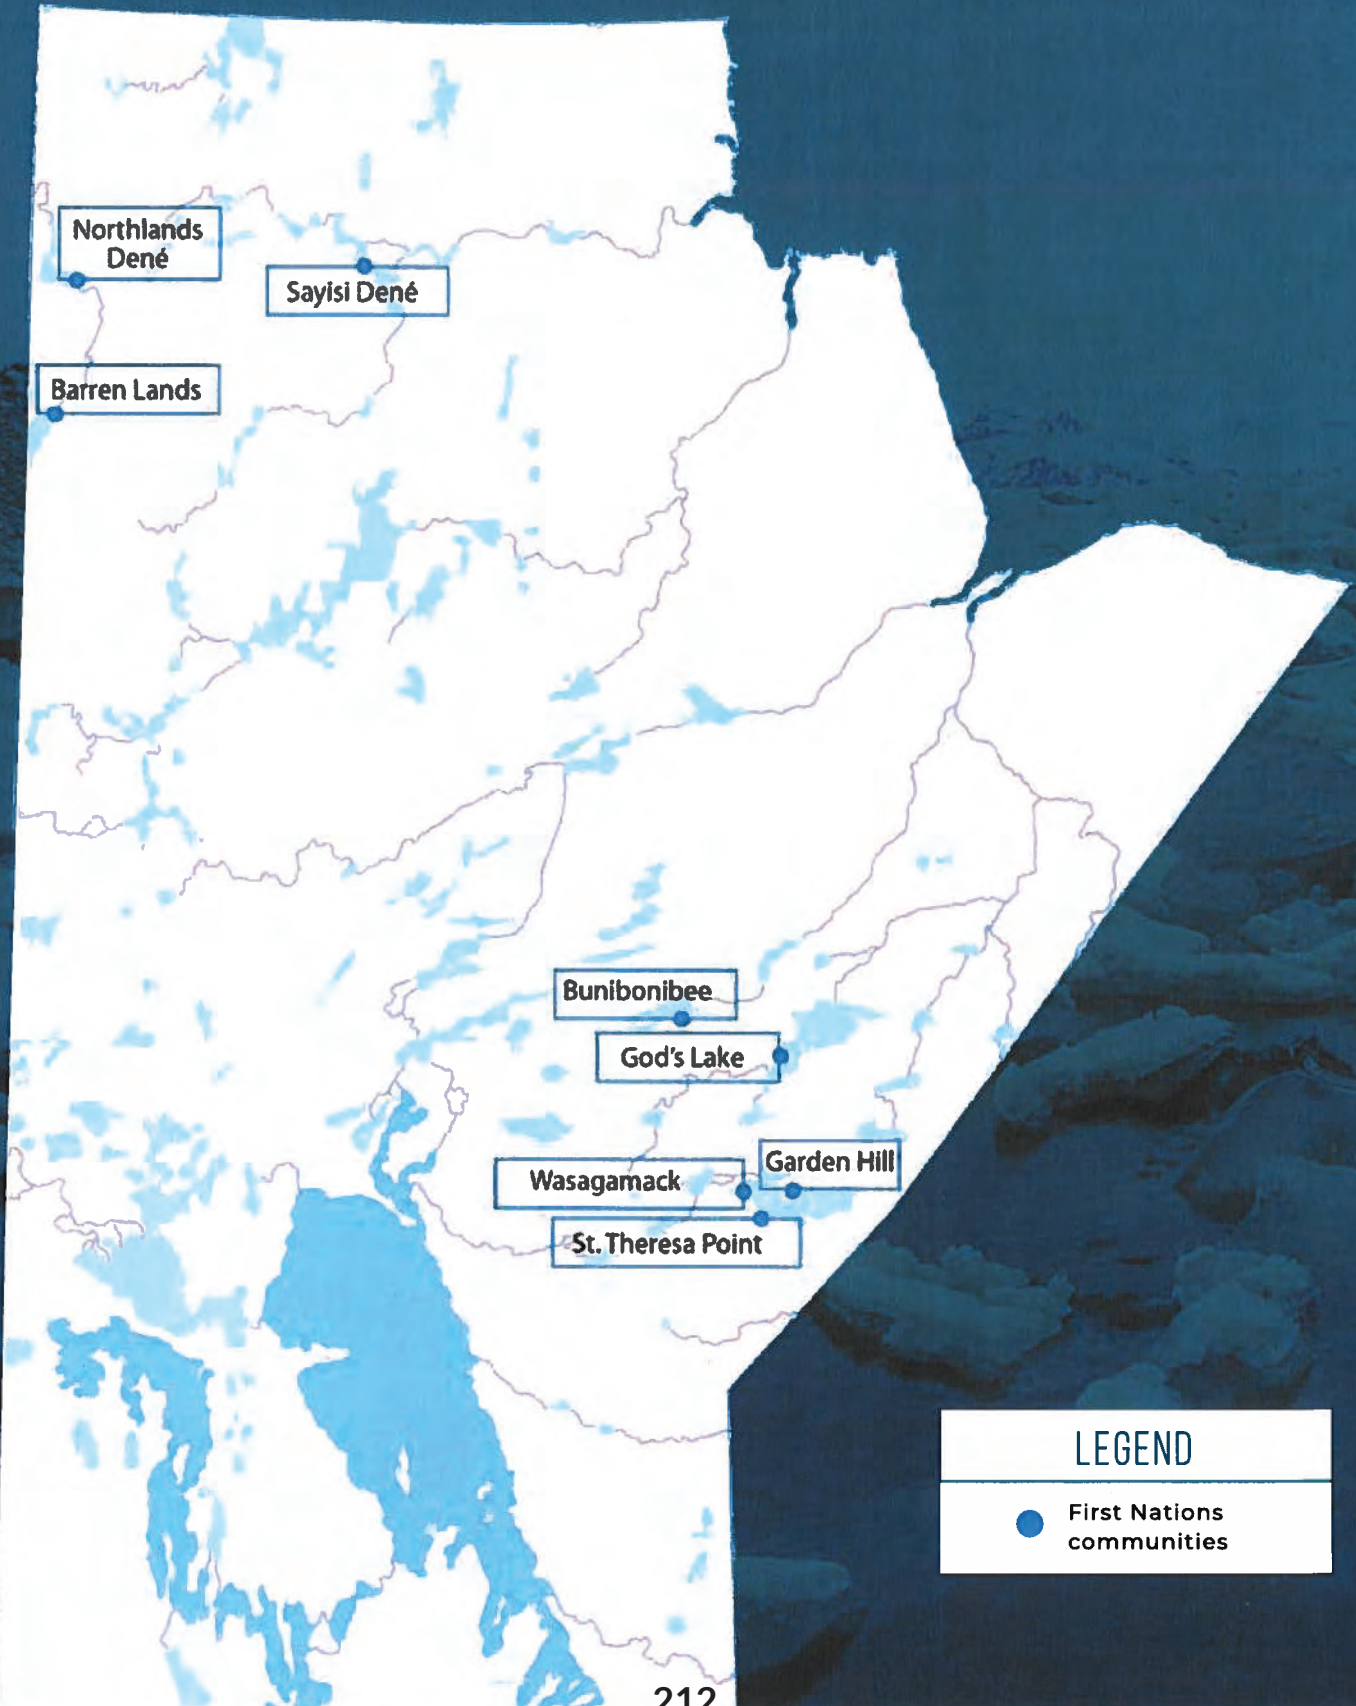 Northlands
Dené
Sayisi Dené
Barren Lands
Bunibonibee
God's Lake
Garden Hill
Wasagamack
St. Theresa Point
LEGEND
First Nations
communities
212